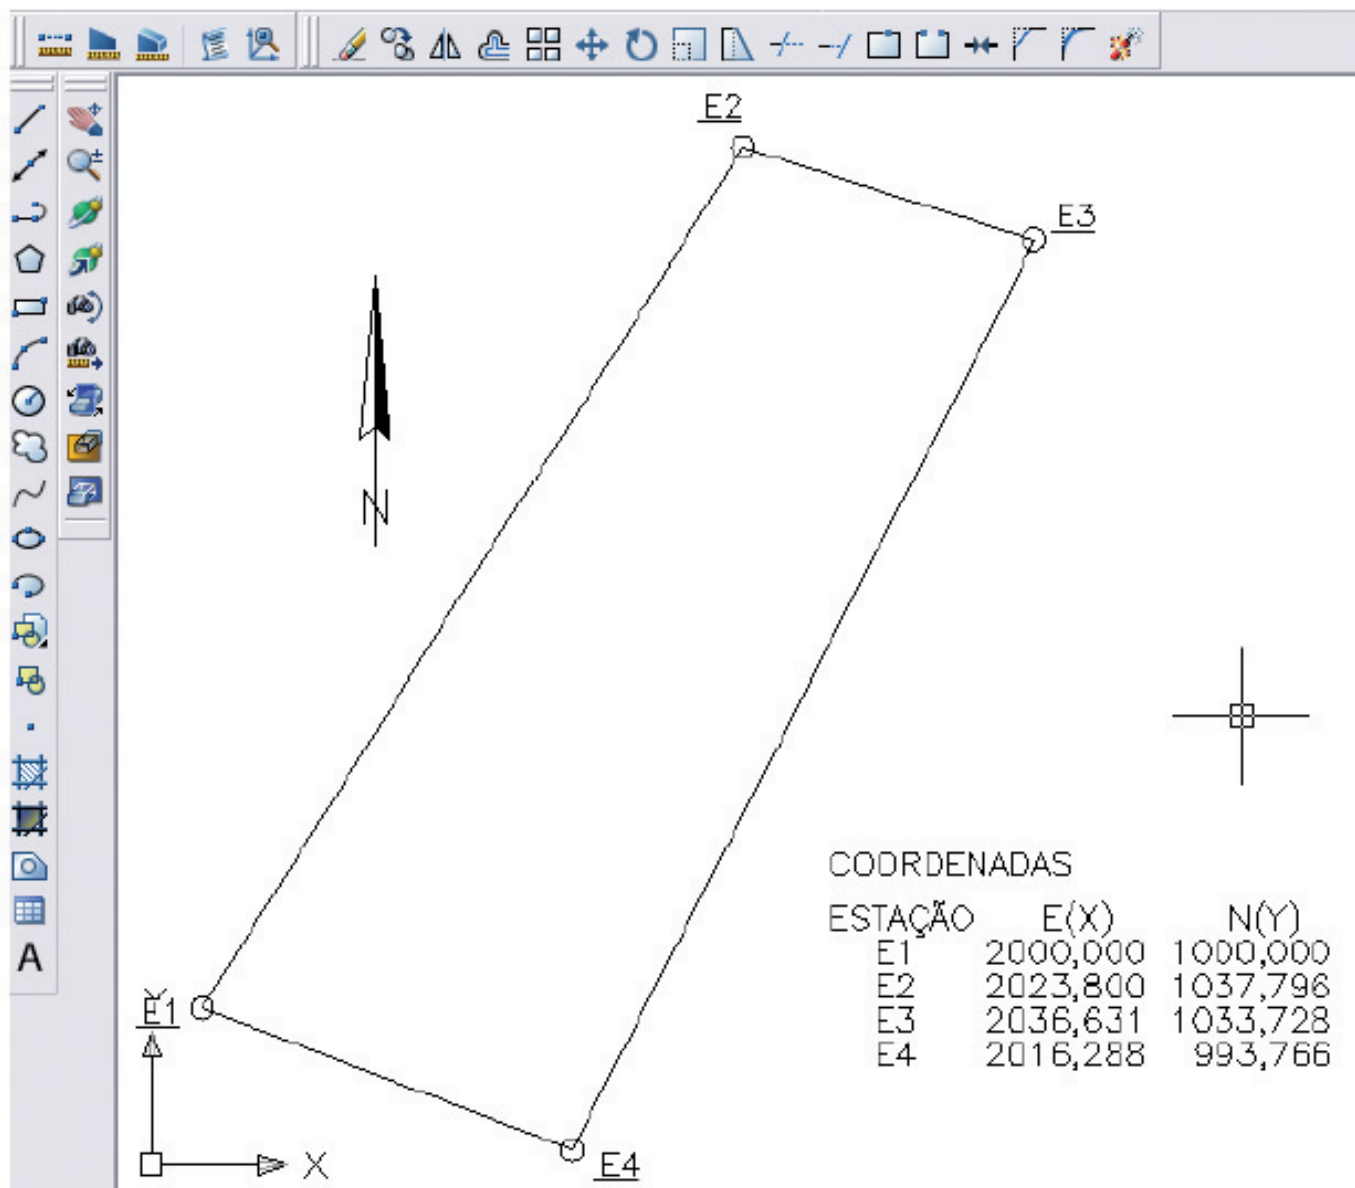 E2
E3
N
COORDENADAS
ESTAÇÃO E(X) N(Y)
E1 2000,000 1000,000
E2 2023,800 1037,796
E3 2036,631 1033,728
E4 2016,288 993,766
Y
E1
X
E4
A